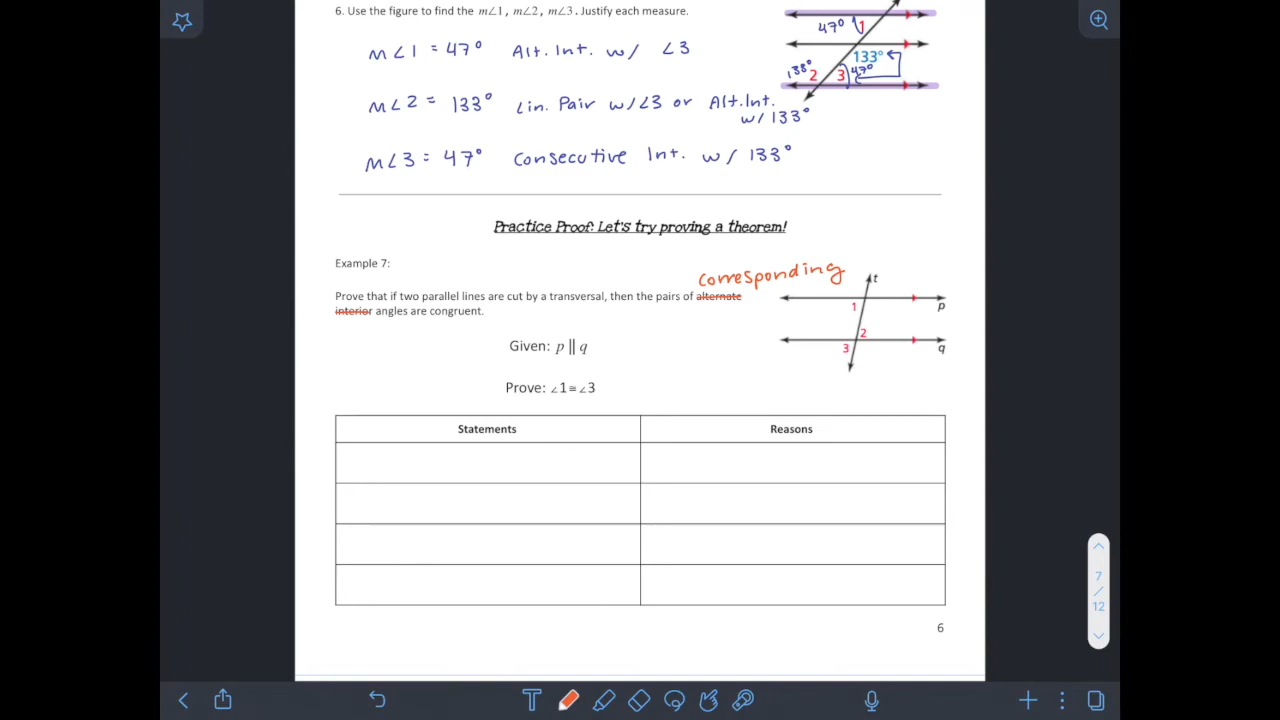 6. Use the figure to find the m∠1, m∠2, m∠3. Justify each measure.
47° 1
m∠1 = 47° Alt. Int. w/ ∠3
133°
133° 2 3 47°
m∠2 = 133° Lin. Pair w/∠3 or Alt.Int. w/ 133°
m∠3 = 47° Consecutive Int. w/ 133°
Practice Proof: Let's try proving a theorem!
Example 7:
corresponding
Prove that if two parallel lines are cut by a transversal, then the pairs of alternate
interior angles are congruent.
t
1 p
2
3 q
Given: p || q
Prove: ∠1≅∠3
Statements Reasons
6
7
/
12
T